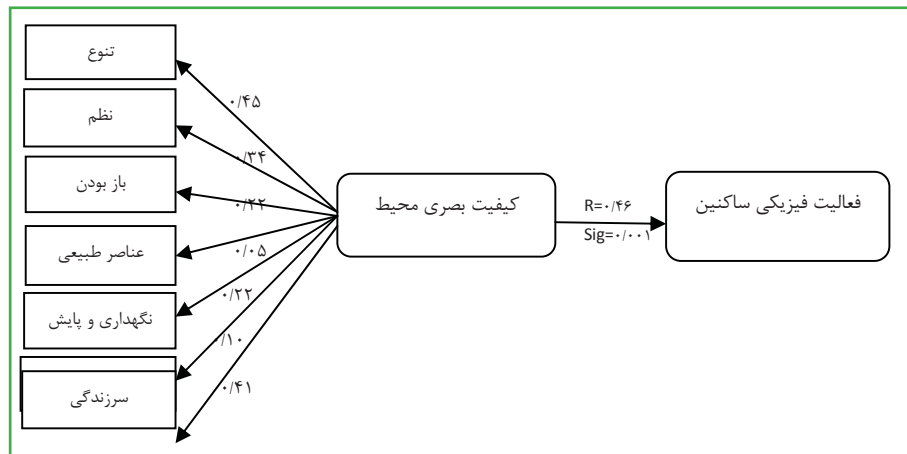 تنوع
نظم
باز بودن
عناصر طبیعی
نگهداری و پایش
سرزندگی
۰/۴۵
۰/۳۴
۰/۲۲
۰/۰۵
۰/۲۲
۰/۱۰
۰/۴۱
کیفیت بصری محیط
R=۰/۴۶
Sig=۰/۰۰۱
فعالیت فیزیکی ساکنین